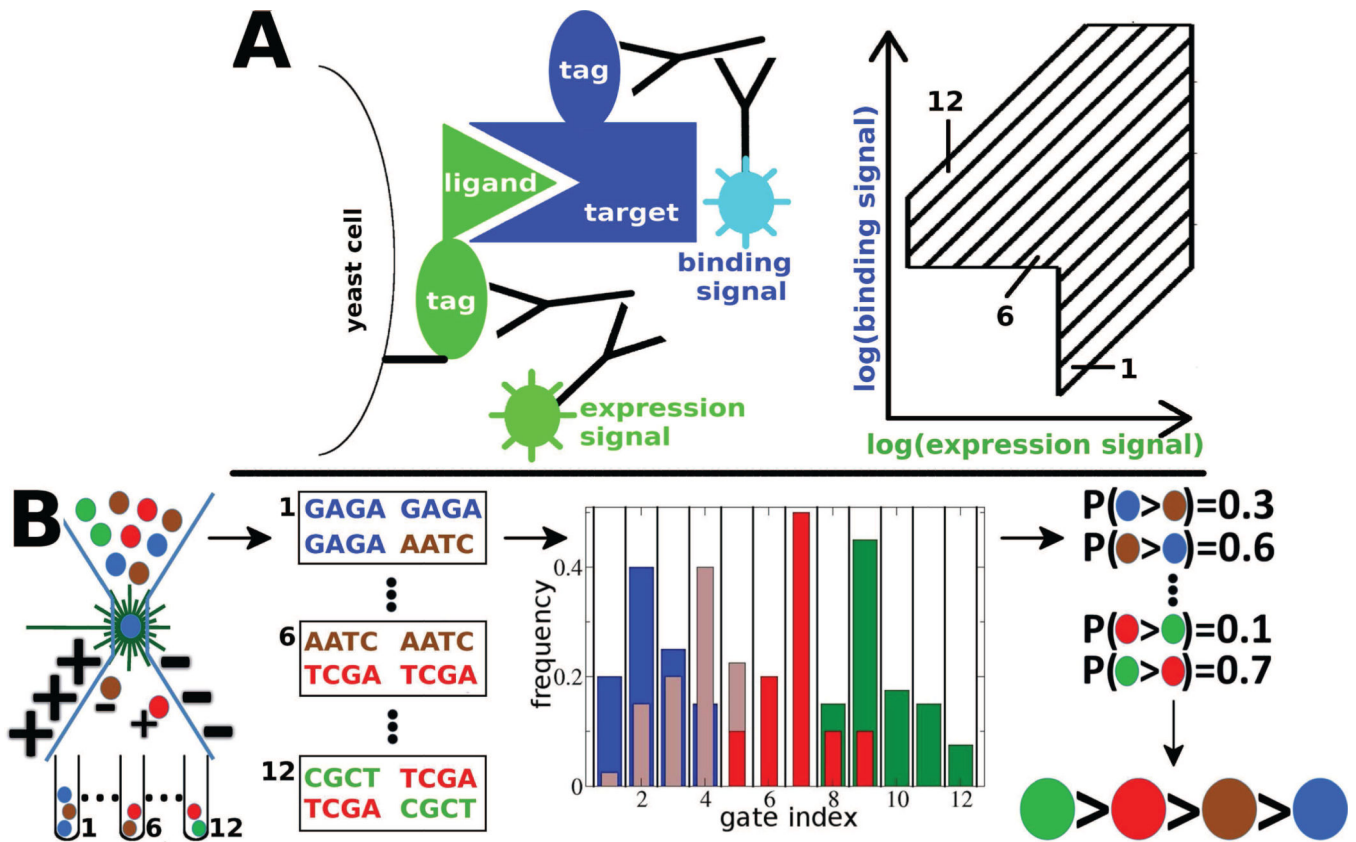 A
tag
ligand
target
tag
yeast cell
binding
signal
expression
signal
log(binding signal)
12
6
1
log(expression signal)
B
+ -
+ - -
+ + -
1 6 12
1 GAGA GAGA
GAGA AATC
6 AATC AATC
TCGA TCGA
12 CGCT TCGA
TCGA CGCT
frequency
0.4
0.2
0
2 4 6 8 10 12
gate index
P( > )=0.3
P( > )=0.6
P( > )=0.1
P( > )=0.7
> > >